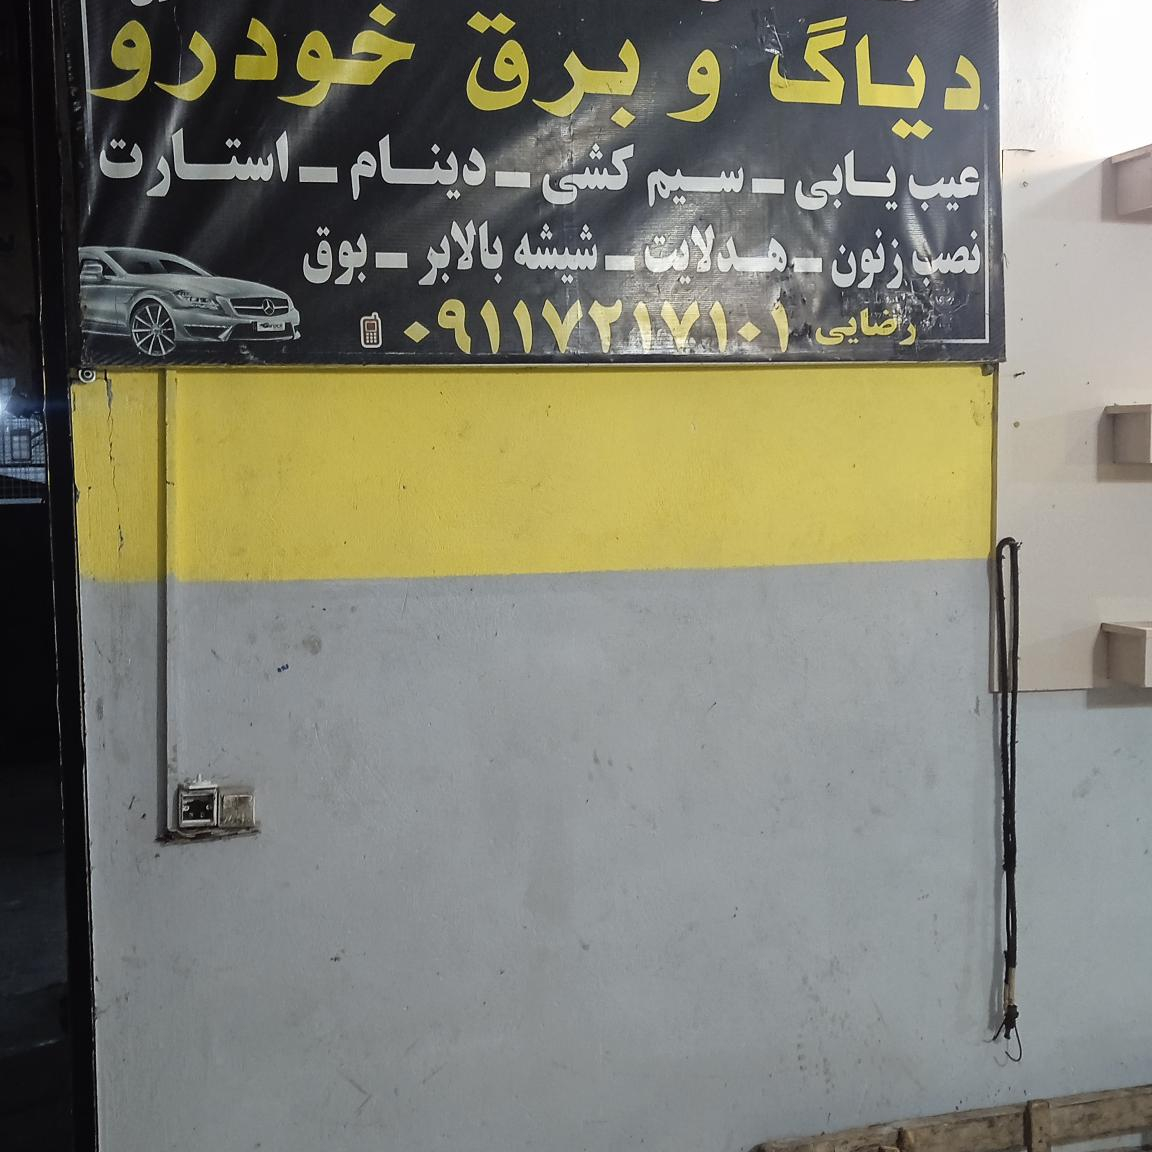 دیاگ و برق خودرو
عیب یابی - سیم کشی - دینام - استارت
نصب زنون - هدلایت - شیشه بالابر - بوق
رضایی ۰۹۱۱۷۲۱۷۱۰۱